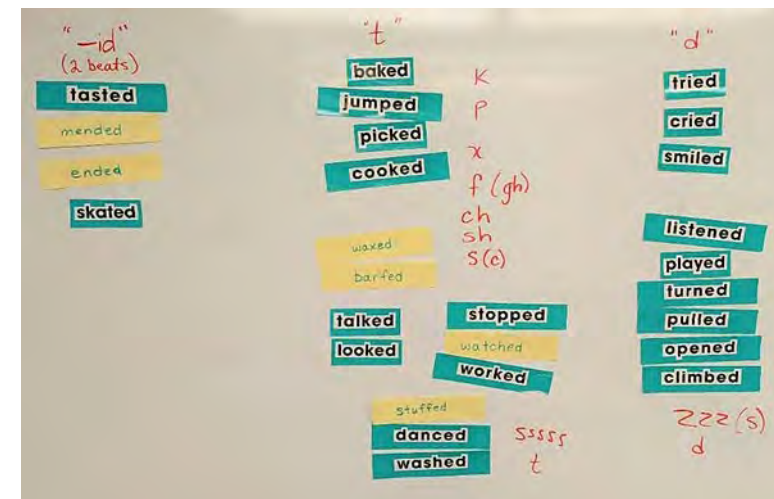 "-id"
(2 beats)
tasted
mended
ended
skated
"t"
baked
jumped
picked
cooked
K
p
x
f (gh)
ch
sh
s(c)
waxed
barfed
talked
looked
stopped
watched
worked
stuffed
danced
washed
sssss
t
"d"
tried
cried
smiled
listened
played
turned
pulled
opened
climbed
zzz(s)
d